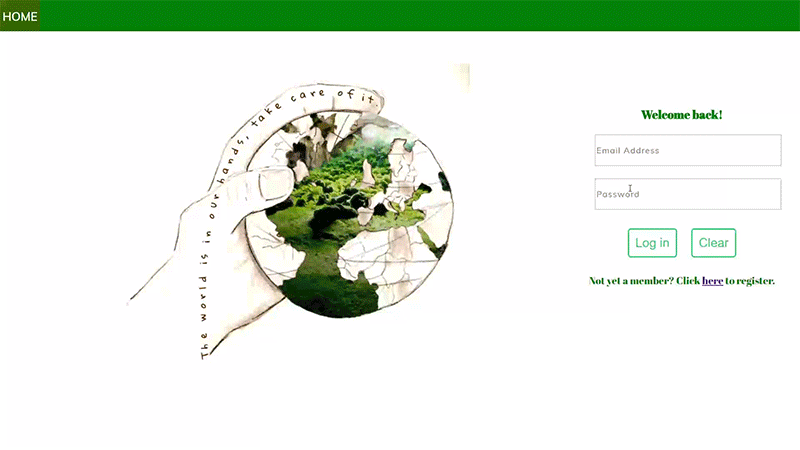 HOME
The world is in our hands, take care of it.
Welcome back!
Email Address
Password
Log in
Clear
Not yet a member? Click here to register.